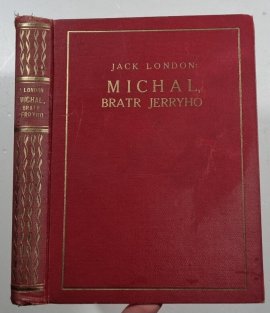 JACK LONDON:
MICHAL,
BRATR JERRYHO
J. LONDON
MICHAL,
BRATR
JERRYHO